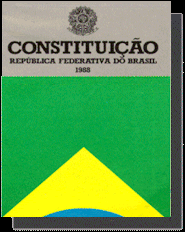 CONSTITUIÇÃO
REPÚBLICA FEDERATIVA DO BRASIL
1988